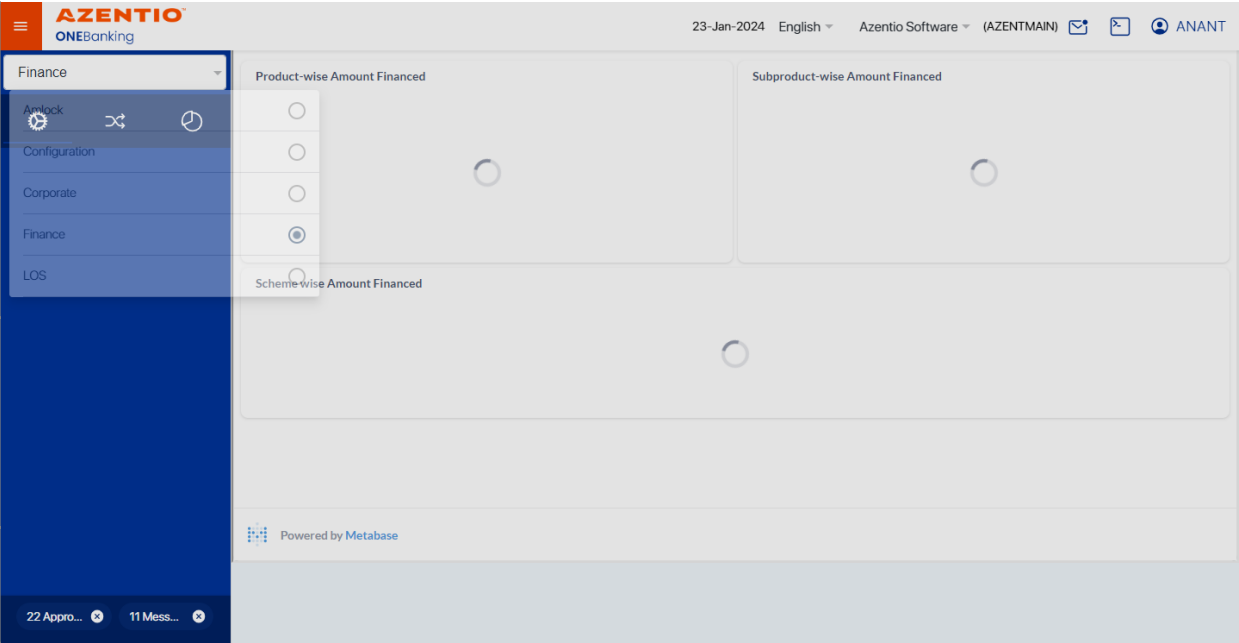 AZENTIO™
ONEBanking
23-Jan-2024 English Azentio Software (AZENTMAIN) ANANT
Finance
Amlock
Configuration
Corporate
Finance
LOS
Product-wise Amount Financed
Subproduct-wise Amount Financed
Scheme wise Amount Financed
Powered by Metabase
22 Appro... 11 Mess...